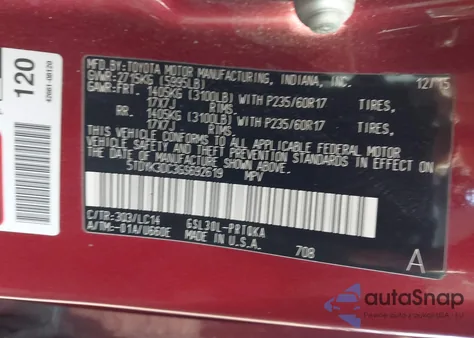 MFD.BY:TOYOTA MOTOR MANUFACTURING, INDIANA, INC. 12/15
GVWR:2715KG (5995LB)
GAWR:FRT. 1405KG (3100LB) WITH P235/60R17 TIRES,
17X7J RIMS,
RR. 1405KG (3100LB) WITH P235/60R17 TIRES,
17X7J RIMS,
THIS VEHICLE CONFORMS TO ALL APPLICABLE FEDERAL MOTOR
VEHICLE SAFETY AND THEFT PREVENTION STANDARDS IN
EFFECT ON THE DATE OF MANUFACTURE SHOWN ABOVE.
5TDYK3DC3GS692619 MPV
C/TR:3Q3/LC14 GSL30L-PRTQKA
A/TM:-01A/U660E MADE IN U.S.A. 708
A
120
autoSnap